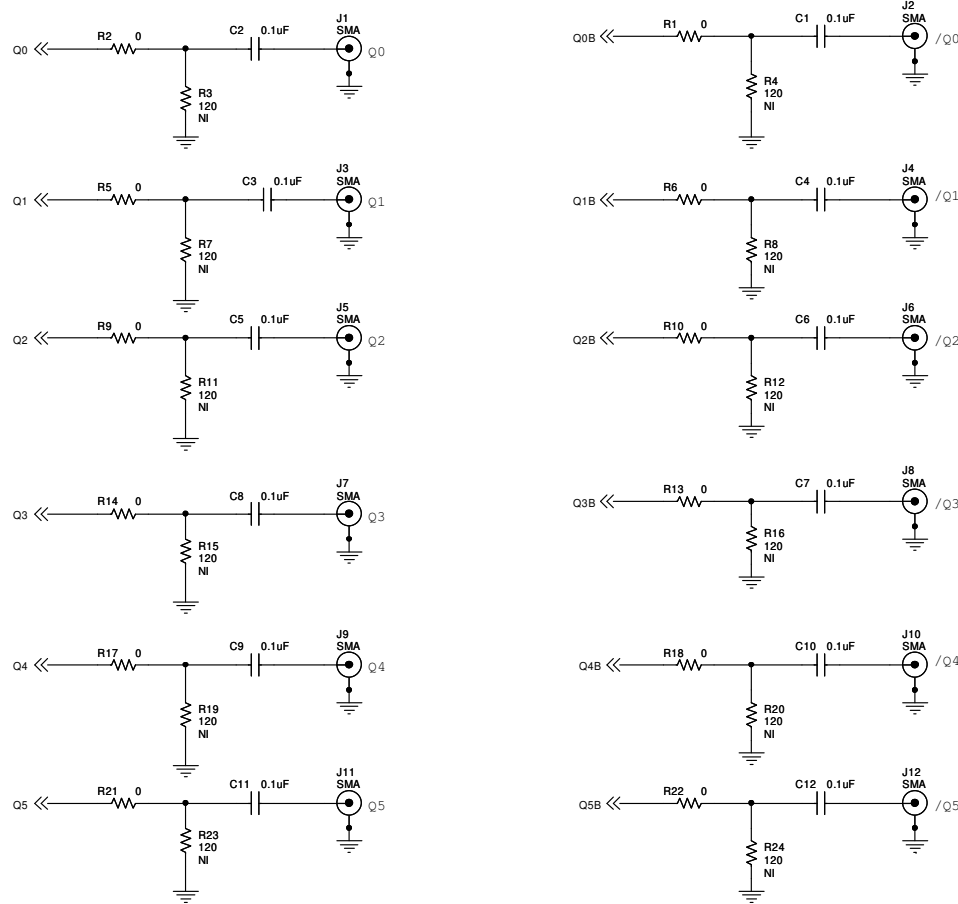 J1
SMA
R2 0 C2 0.1uF
Q0 Q0
R3
120
NI
J2
SMA
R1 0 C1 0.1uF
Q0B /Q0
R4
120
NI
J3
SMA
R5 0 C3 0.1uF
Q1 Q1
R7
120
NI
J4
SMA
R6 0 C4 0.1uF
Q1B /Q1
R8
120
NI
J5
SMA
R9 0 C5 0.1uF
Q2 Q2
R11
120
NI
J6
SMA
R10 0 C6 0.1uF
Q2B /Q2
R12
120
NI
J7
SMA
R14 0 C8 0.1uF
Q3 Q3
R15
120
NI
J8
SMA
R13 0 C7 0.1uF
Q3B /Q3
R16
120
NI
J9
SMA
R17 0 C9 0.1uF
Q4 Q4
R19
120
NI
J10
SMA
R18 0 C10 0.1uF
Q4B /Q4
R20
120
NI
J11
SMA
R21 0 C11 0.1uF
Q5 Q5
R23
120
NI
J12
SMA
R22 0 C12 0.1uF
Q5B /Q5
R24
120
NI